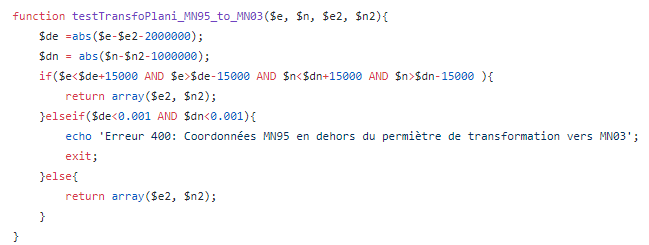 function testTransfoPlani_MN95_to_MN03($e, $n, $e2, $n2){
$de =abs($e-$e2-2000000);
$dn = abs($n-$n2-1000000);
if($e<$de+15000 AND $e>$de-15000 AND $n<$dn+15000 AND $n>$dn-15000 ){
return array($e2, $n2);
}elseif($de<0.001 AND $dn<0.001){
echo 'Erreur 400: Coordonnées MN95 en dehors du permiètre de transformation vers MN03';
exit;
}else{
return array($e2, $n2);
}
}